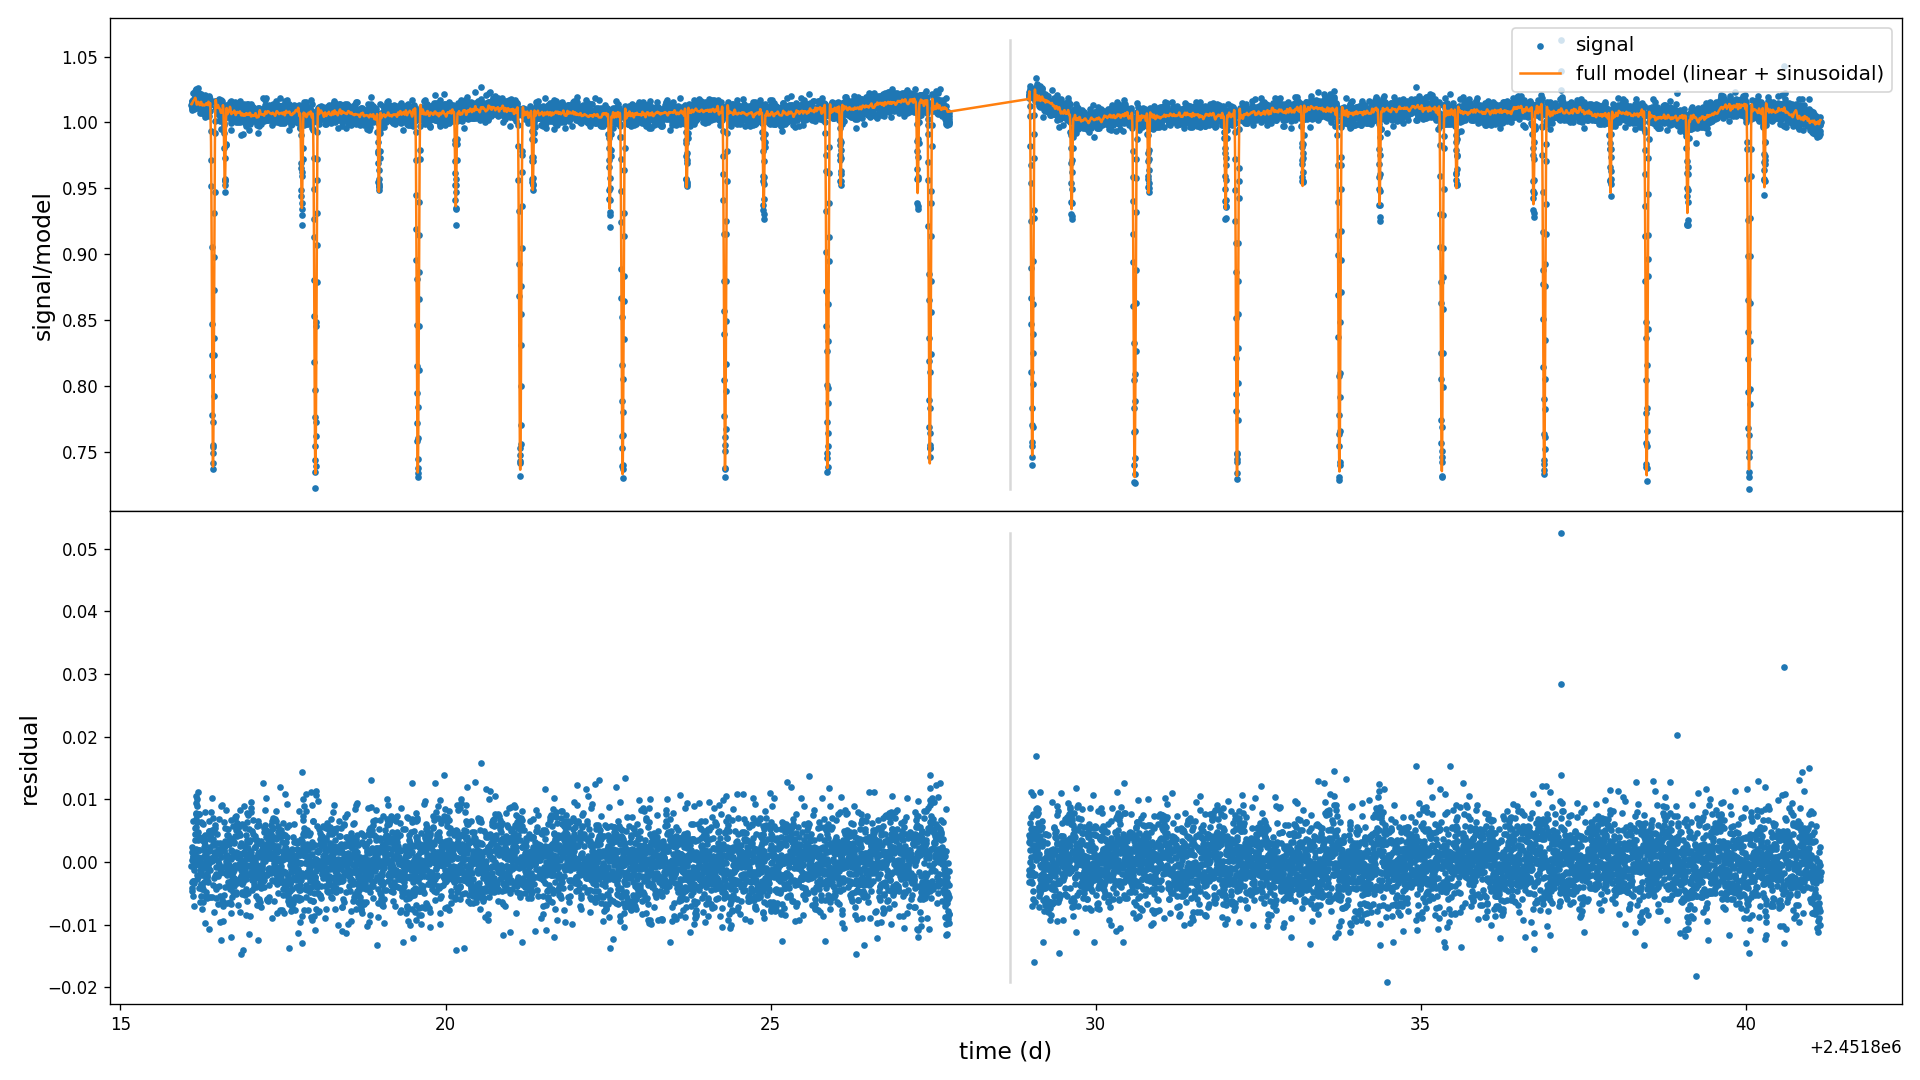 signal
full model (linear + sinusoidal)
signal/model
1.05
1.00
0.95
0.90
0.85
0.80
0.75
residual
0.05
0.04
0.03
0.02
0.01
0.00
−0.01
−0.02
15 20 25 30 35 40
time (d)
+2.4518e6